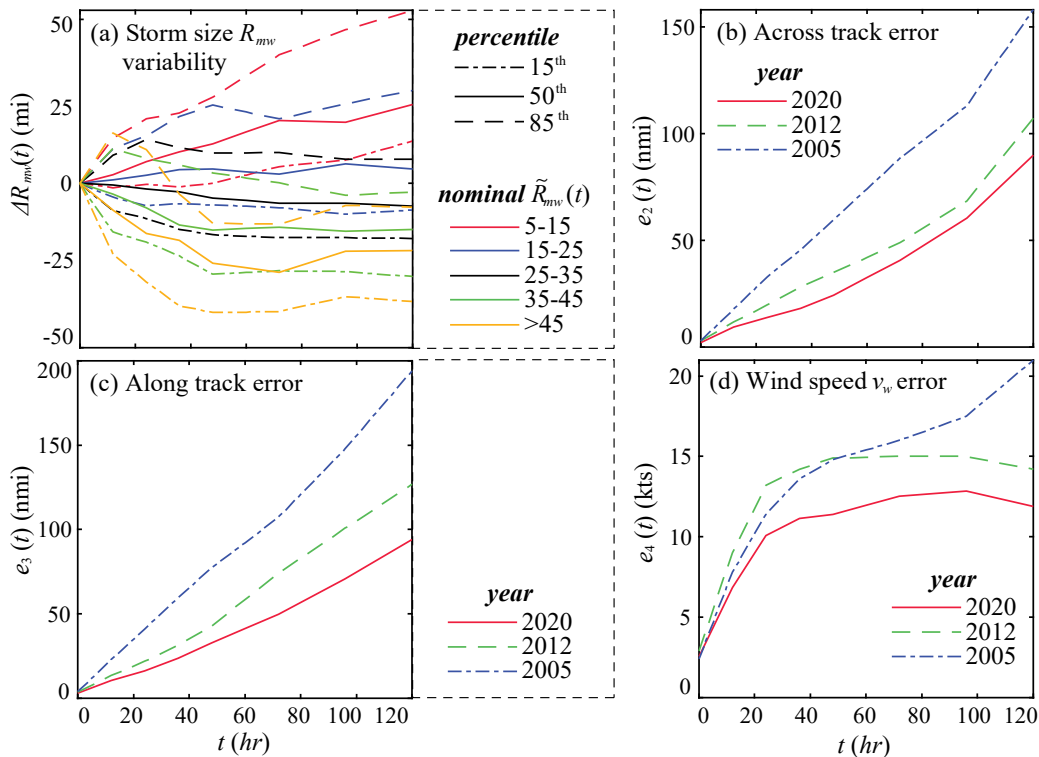 (a) Storm size R_mw
variability
50
25
0
-25
-50
ΔR_mw(t) (mi)
percentile
15th
50th
85th
nominal R̃_mw(t)
5-15
15-25
25-35
35-45
>45
(b) Across track error
year
2020
2012
2005
150
100
50
0
e₂(t) (nmi)
(c) Along track error
200
150
100
50
0
e₃(t) (nmi)
0 20 40 60 80 100 120
t (hr)
year
2020
2012
2005
(d) Wind speed v_w error
20
15
10
5
0
e₄(t) (kts)
year
2020
2012
2005
0 20 40 60 80 100 120
t (hr)